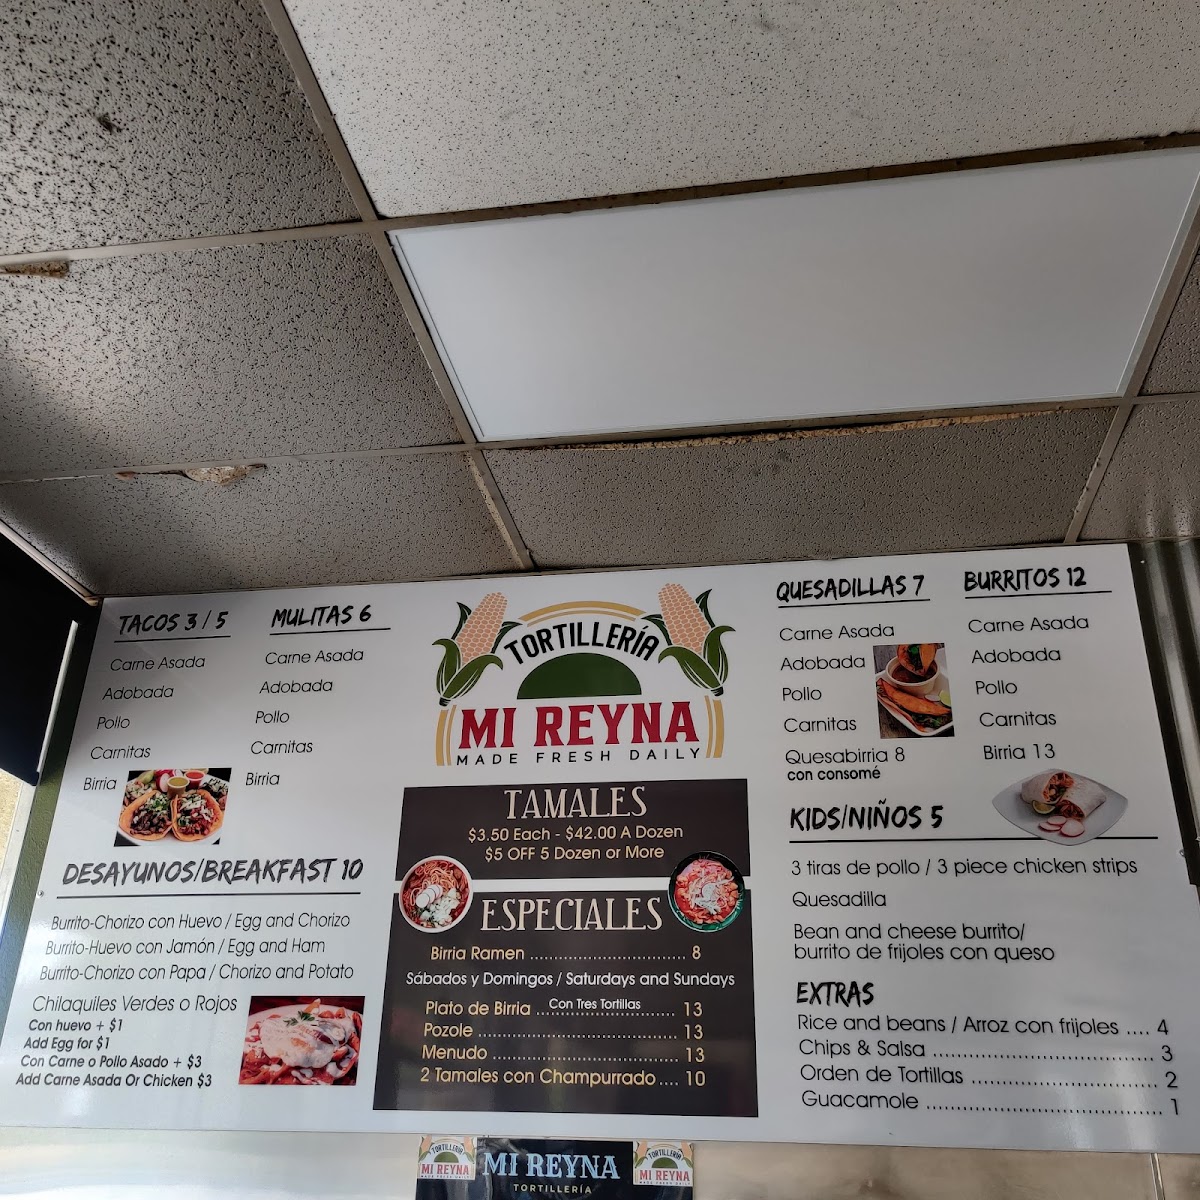 TACOS 3 / 5
Carne Asada
Adobada
Pollo
Carnitas
Birria
MULITAS 6
Carne Asada
Adobada
Pollo
Carnitas
Birria
DESAYUNOS/BREAKFAST 10
Burrito-Chorizo con Huevo / Egg and Chorizo
Burrito-Huevo con Jamón / Egg and Ham
Burrito-Chorizo con Papa / Chorizo and Potato
Chilaquiles Verdes o Rojos
Con huevo + $1
Add Egg for $1
Con Carne o Pollo Asado + $3
Add Carne Asada Or Chicken $3
TORTILLERÍA
MI REYNA
MADE FRESH DAILY
TAMALES
$3.50 Each - $42.00 A Dozen
$5 OFF 5 Dozen or More
ESPECIALES
Birria Ramen ........................................ 8
Sábados y Domingos / Saturdays and Sundays
Plato de Birria ... Con Tres Tortillas ... 13
Pozole ................................................ 13
Menudo ............................................. 13
2 Tamales con Champurrado .... 10
QUESADILLAS 7
Carne Asada
Adobada
Pollo
Carnitas
Quesabirria 8
con consomé
BURRITOS 12
Carne Asada
Adobada
Pollo
Carnitas
Birria 13
KIDS/NIÑOS 5
3 tiras de pollo / 3 piece chicken strips
Quesadilla
Bean and cheese burrito/
burrito de frijoles con queso
EXTRAS
Rice and beans / Arroz con frijoles .... 4
Chips & Salsa ....................................... 3
Orden de Tortillas ................................ 2
Guacamole ......................................... 1
TORTILLERÍA
MI REYNA
MADE FRESH DAILY
MI REYNA
TORTILLERÍA
TORTILLERÍA
MI REYNA
MADE FRESH DAILY